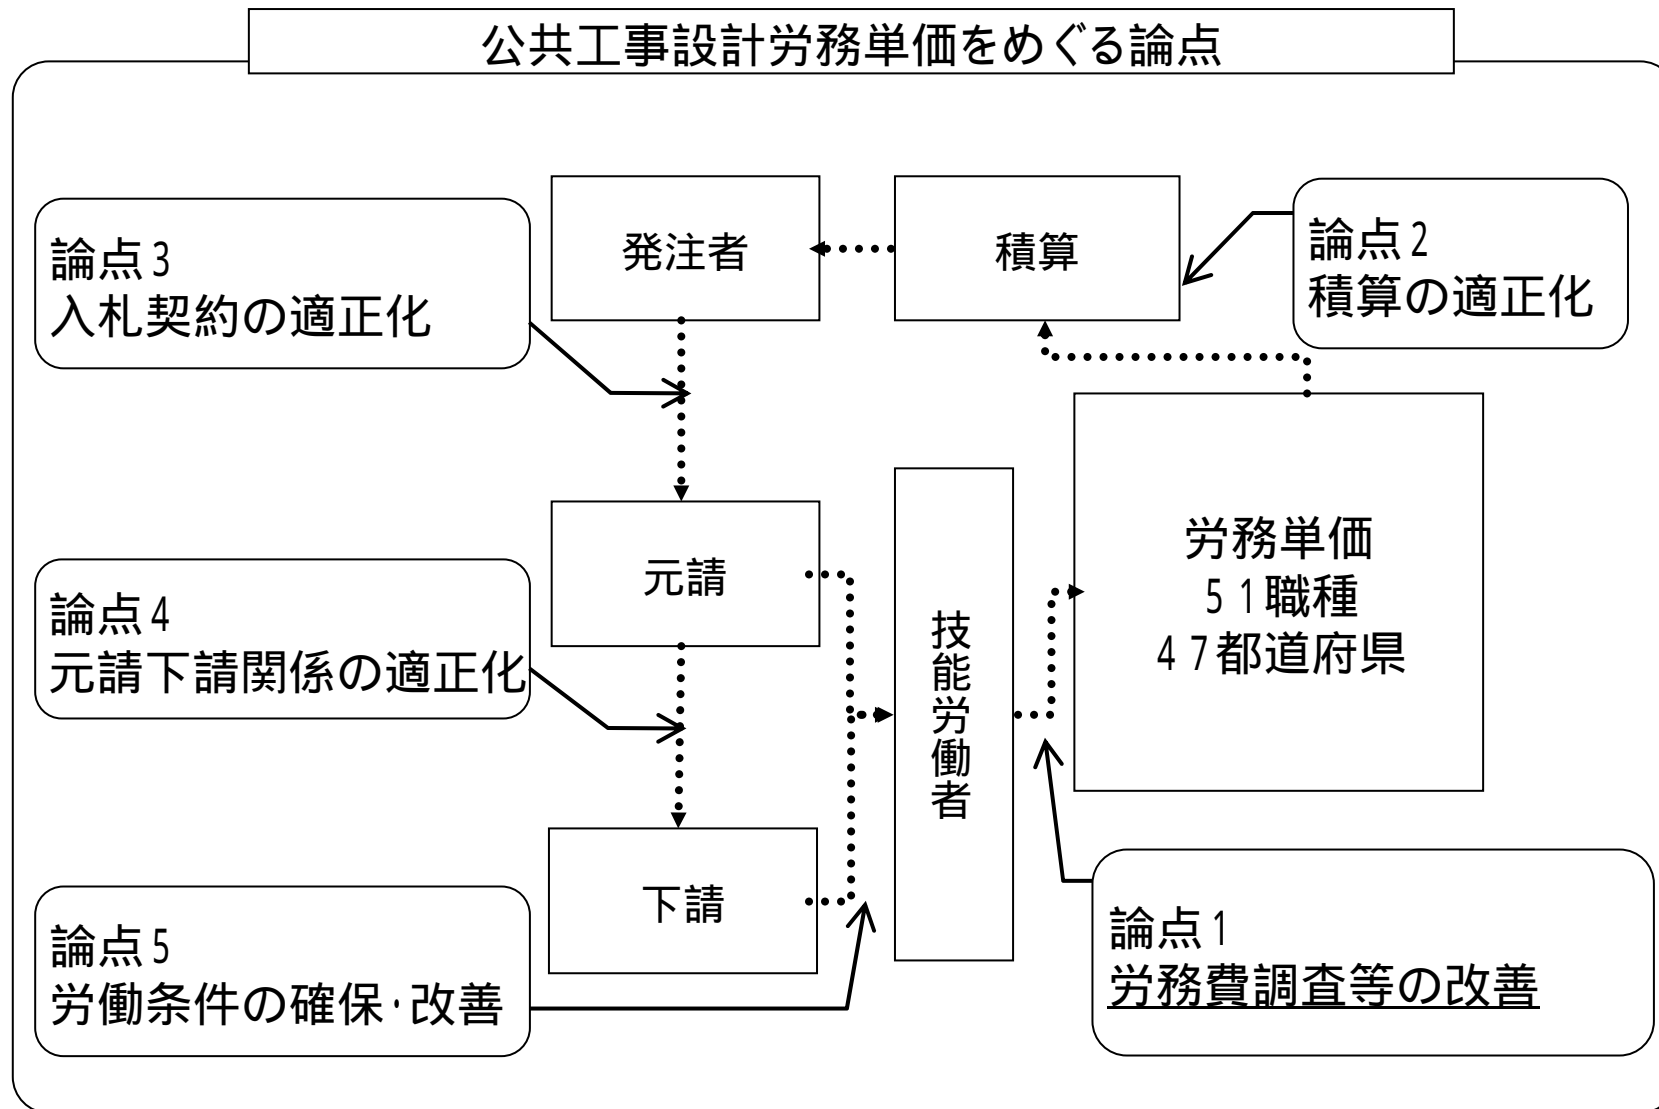 公共工事設計労務単価をめぐる論点
論点3
入札契約の適正化
発注者
積算
論点2
積算の適正化
元請
論点4
元請下請関係の適正化
技能労働者
労務単価
51職種
47都道府県
下請
論点5
労働条件の確保・改善
論点1
労務費調査等の改善